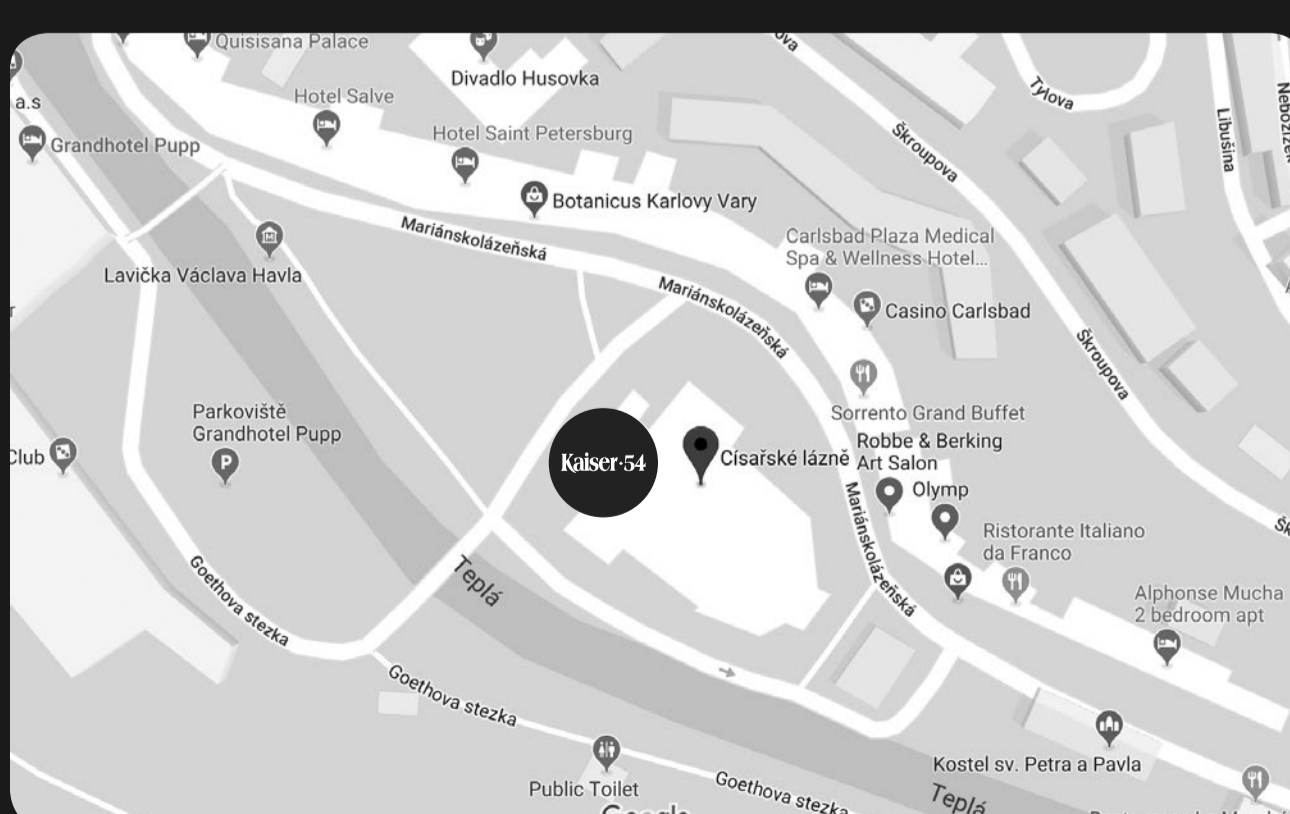 Quisisana Palace
Divadlo Husovka
Hotel Salve
a.s
Grandhotel Pupp
Hotel Saint Petersburg
Botanicus Karlovy Vary
Tylova
Škroupova
Libušina
Mariánskolázeňská
Lavička Václava Havla
Carlsbad Plaza Medical
Spa & Wellness Hotel...
Mariánskolázeňská
Casino Carlsbad
Škroupova
Sorrento Grand Buffet
Parkoviště
Grandhotel Pupp
P
Club
Kaiser·54
Císařské lázně
Robbe & Berking
Art Salon
Olymp
Mariánskolázeňská
Ristorante Italiano
da Franco
Goethova stezka
Teplá
Alphonse Mucha
2 bedroom apt
Goethova stezka
Kostel sv. Petra a Pavla
Public Toilet
Goethova stezka
Teplá
Google